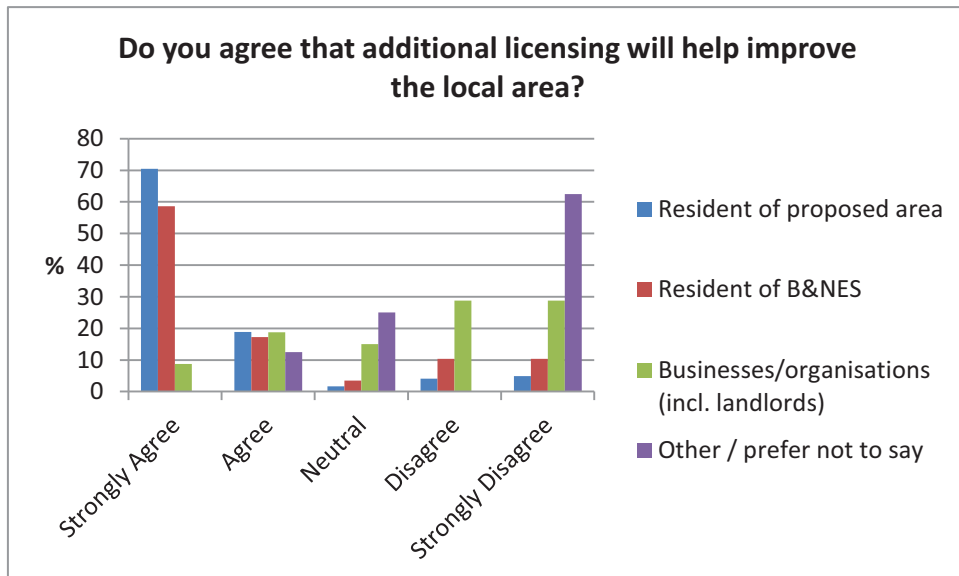 Do you agree that additional licensing will help improve
the local area?
80
70
60
50
40
30
20
10
0
%
Strongly Agree
Agree
Neutral
Disagree
Strongly Disagree
Resident of proposed area
Resident of B&NES
Businesses/organisations
(incl. landlords)
Other / prefer not to say